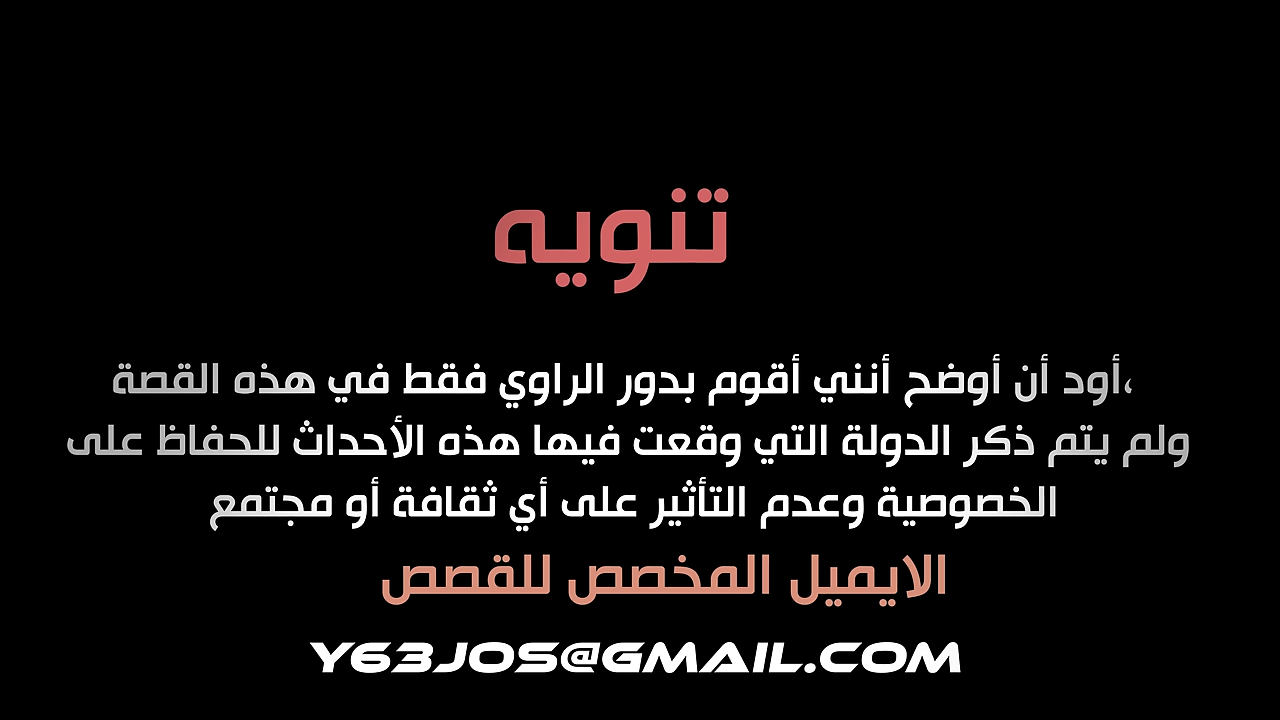 تنويه
أود أن أوضح أنني أقوم بدور الراوي فقط في هذه القصة،
ولم يتم ذكر الدولة التي وقعت فيها هذه الأحداث للحفاظ على
الخصوصية وعدم التأثير على أي ثقافة أو مجتمع
الايميل المخصص للقصص
Y63JOS@GMAIL.COM